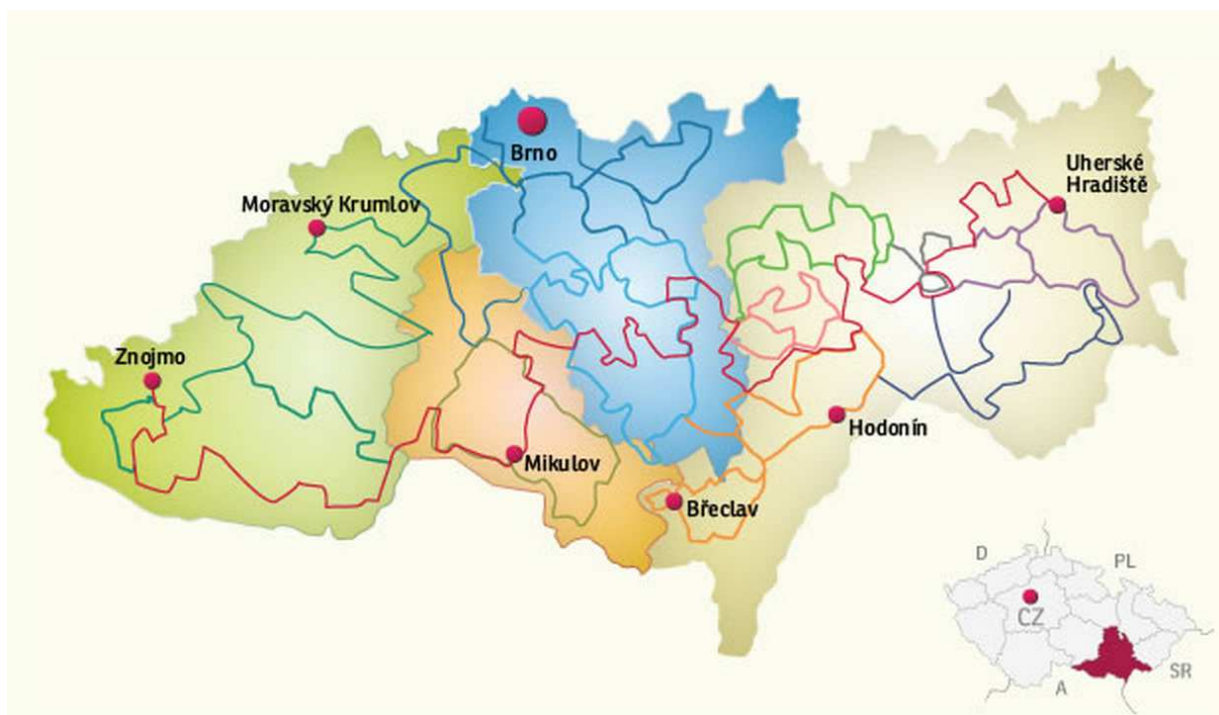 Brno
Uherské
Hradiště
Moravský Krumlov
Znojmo
Hodonín
Mikulov
Břeclav
D
PL
CZ
SR
A